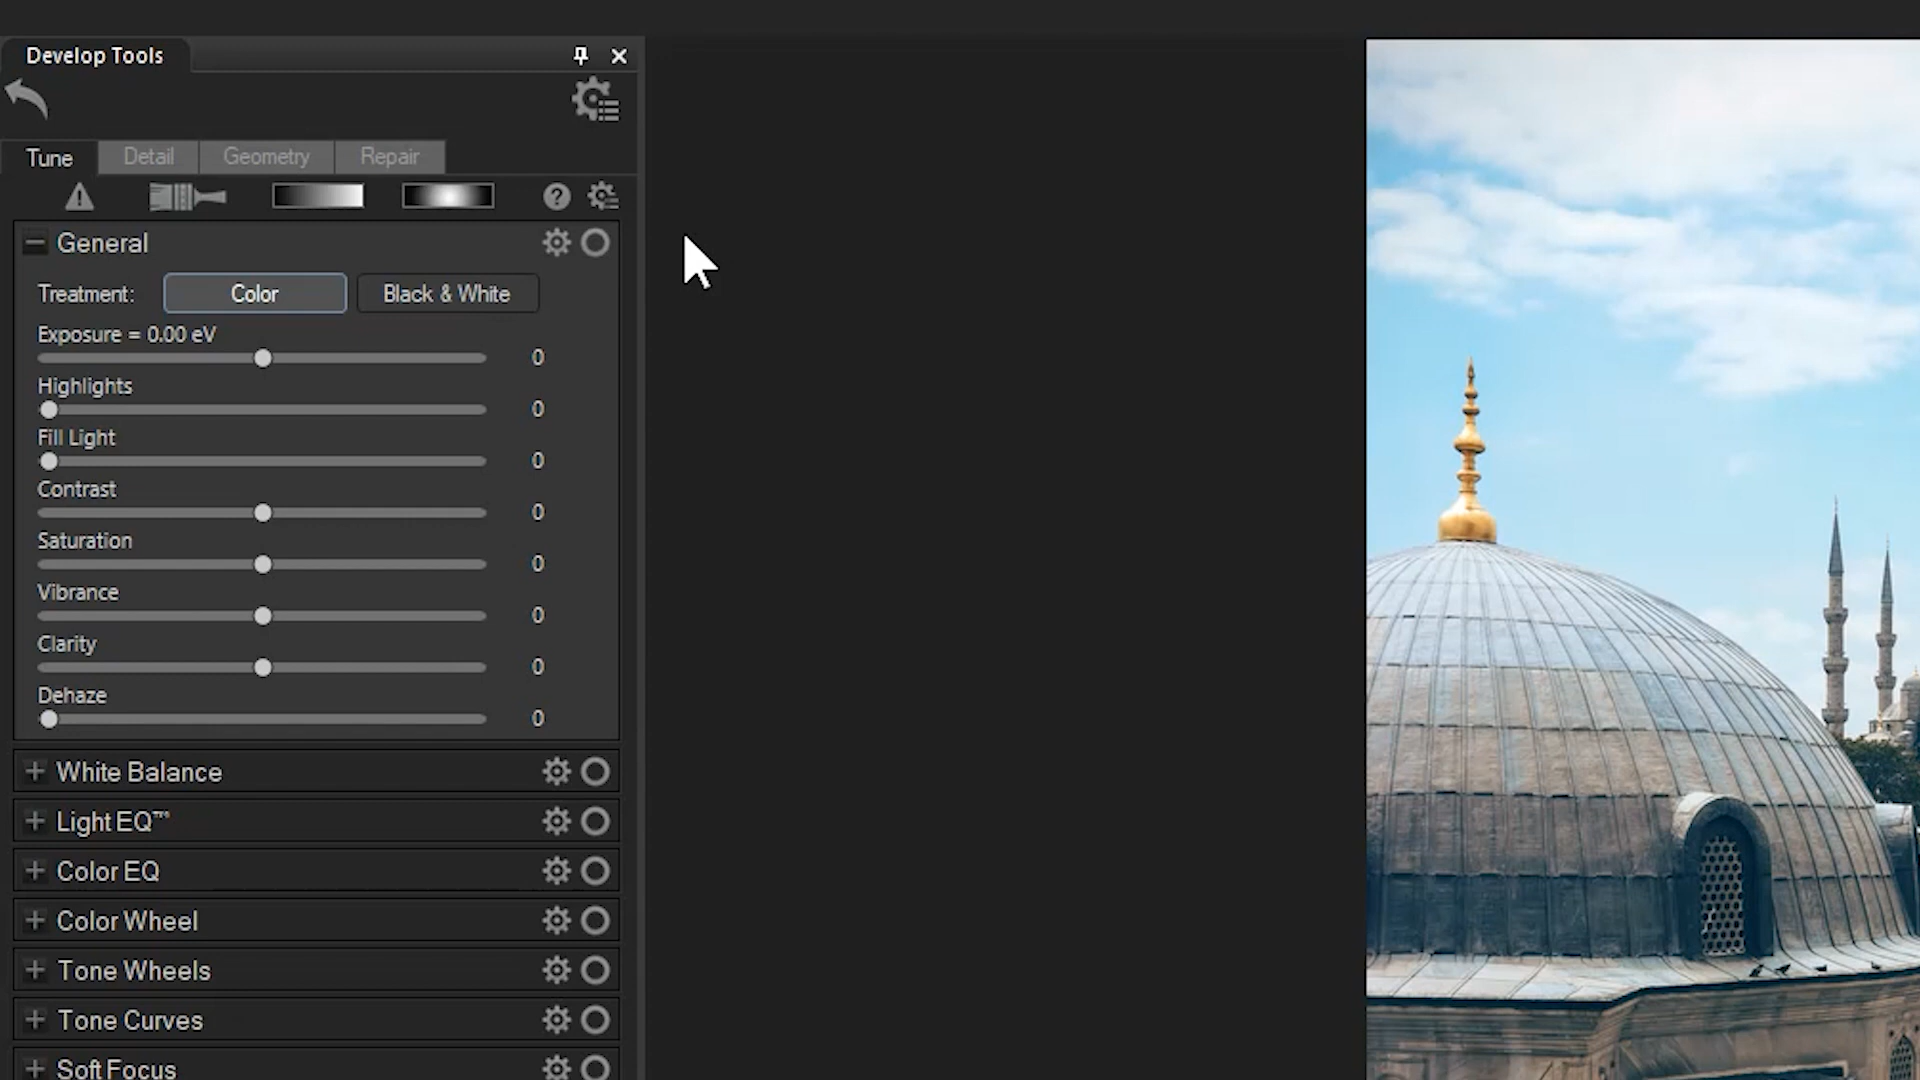 Develop Tools
Tune Detail Geometry Repair
General
Treatment: Color Black & White
Exposure = 0.00 eV
0
Highlights
0
Fill Light
0
Contrast
0
Saturation
0
Vibrance
0
Clarity
0
Dehaze
0
White Balance
Light EQ™
Color EQ
Color Wheel
Tone Wheels
Tone Curves
Soft Focus